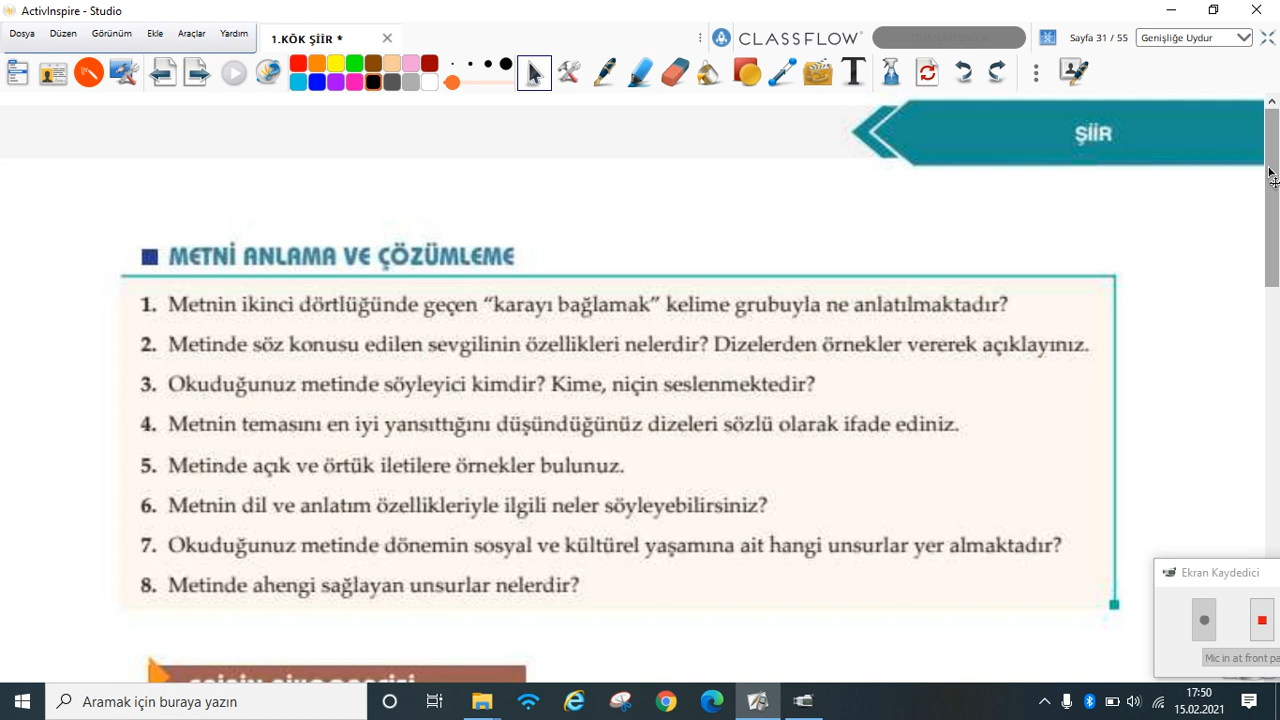 ActivInspire - Studio
Dosya Düzen Görünüm Ekle Araçlar Yardım
1.KÖK ŞİİR *
CLASSFLOW
Sayfa 31 / 55
Genişliğe Uydur
ŞİİR
METNİ ANLAMA VE ÇÖZÜMLEME
1. Metnin ikinci dörtlüğünde geçen “karayı bağlamak” kelime grubuyla ne anlatılmaktadır?
2. Metinde söz konusu edilen sevgilinin özellikleri nelerdir? Dizelerden örnekler vererek açıklayınız.
3. Okuduğunuz metinde söyleyici kimdir? Kime, niçin seslenmektedir?
4. Metnin temasını en iyi yansıttığını düşündüğünüz dizeleri sözlü olarak ifade ediniz.
5. Metinde açık ve örtük iletilere örnekler bulunuz.
6. Metnin dil ve anlatım özellikleriyle ilgili neler söyleyebilirsiniz?
7. Okuduğunuz metinde dönemin sosyal ve kültürel yaşamına ait hangi unsurlar yer almaktadır?
8. Metinde ahengi sağlayan unsurlar nelerdir?
Ekran Kaydedici
Mic in at front pa
Aramak için buraya yazın
17:50
15.02.2021